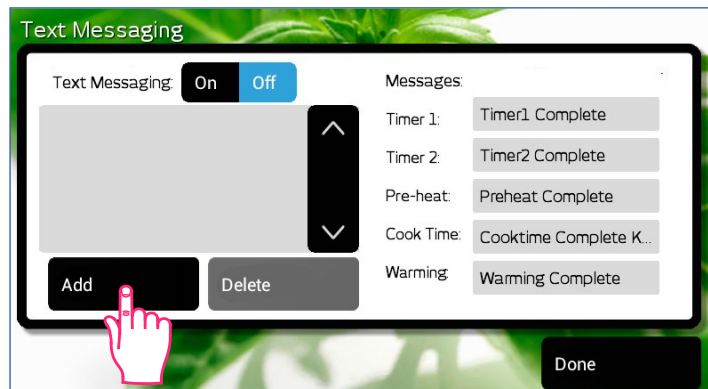 Text Messaging
Text Messaging: On Off
Messages:
Timer 1: Timer1 Complete
Timer 2: Timer2 Complete
Pre-heat: Preheat Complete
Cook Time: Cooktime Complete K...
Warming: Warming Complete
Add
Delete
Done